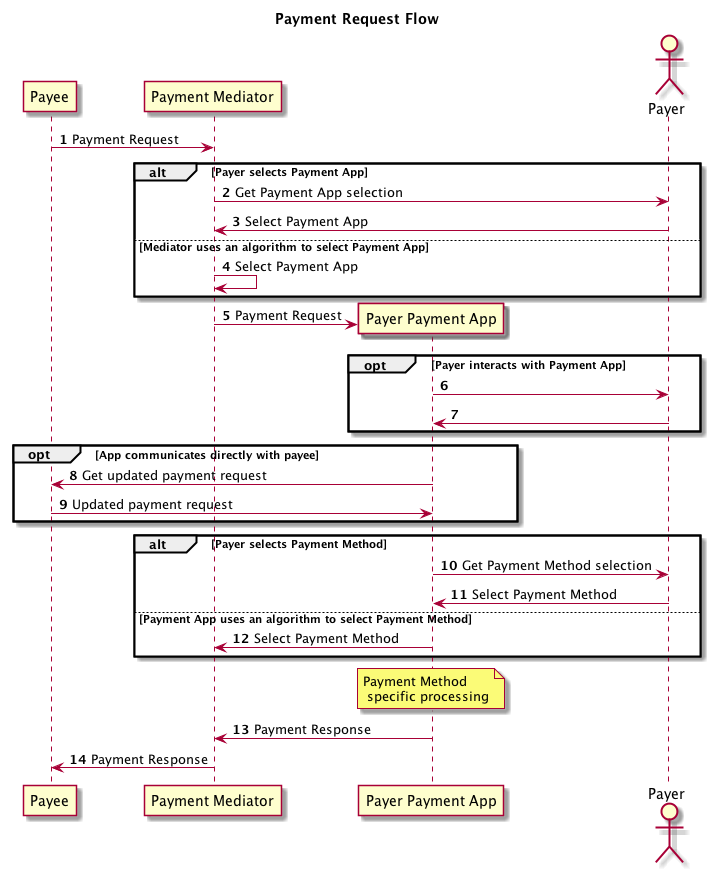 Payment Request Flow
Payee
Payment Mediator
Payer
1 Payment Request
alt [Payer selects Payment App]
2 Get Payment App selection
3 Select Payment App
[Mediator uses an algorithm to select Payment App]
4 Select Payment App
5 Payment Request
Payer Payment App
opt [Payer interacts with Payment App]
6
7
opt [App communicates directly with payee]
8 Get updated payment request
9 Updated payment request
alt [Payer selects Payment Method]
10 Get Payment Method selection
11 Select Payment Method
[Payment App uses an algorithm to select Payment Method]
12 Select Payment Method
Payment Method
specific processing
13 Payment Response
14 Payment Response
Payee
Payment Mediator
Payer Payment App
Payer